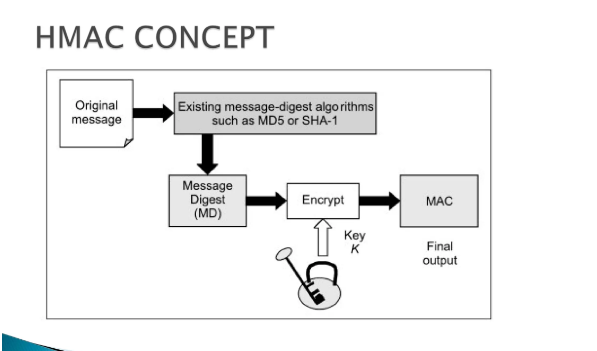 HMAC CONCEPT
Original
message
Existing message-digest algorithms
such as MD5 or SHA-1
Message
Digest
(MD)
Encrypt
MAC
Key
K
Final
output